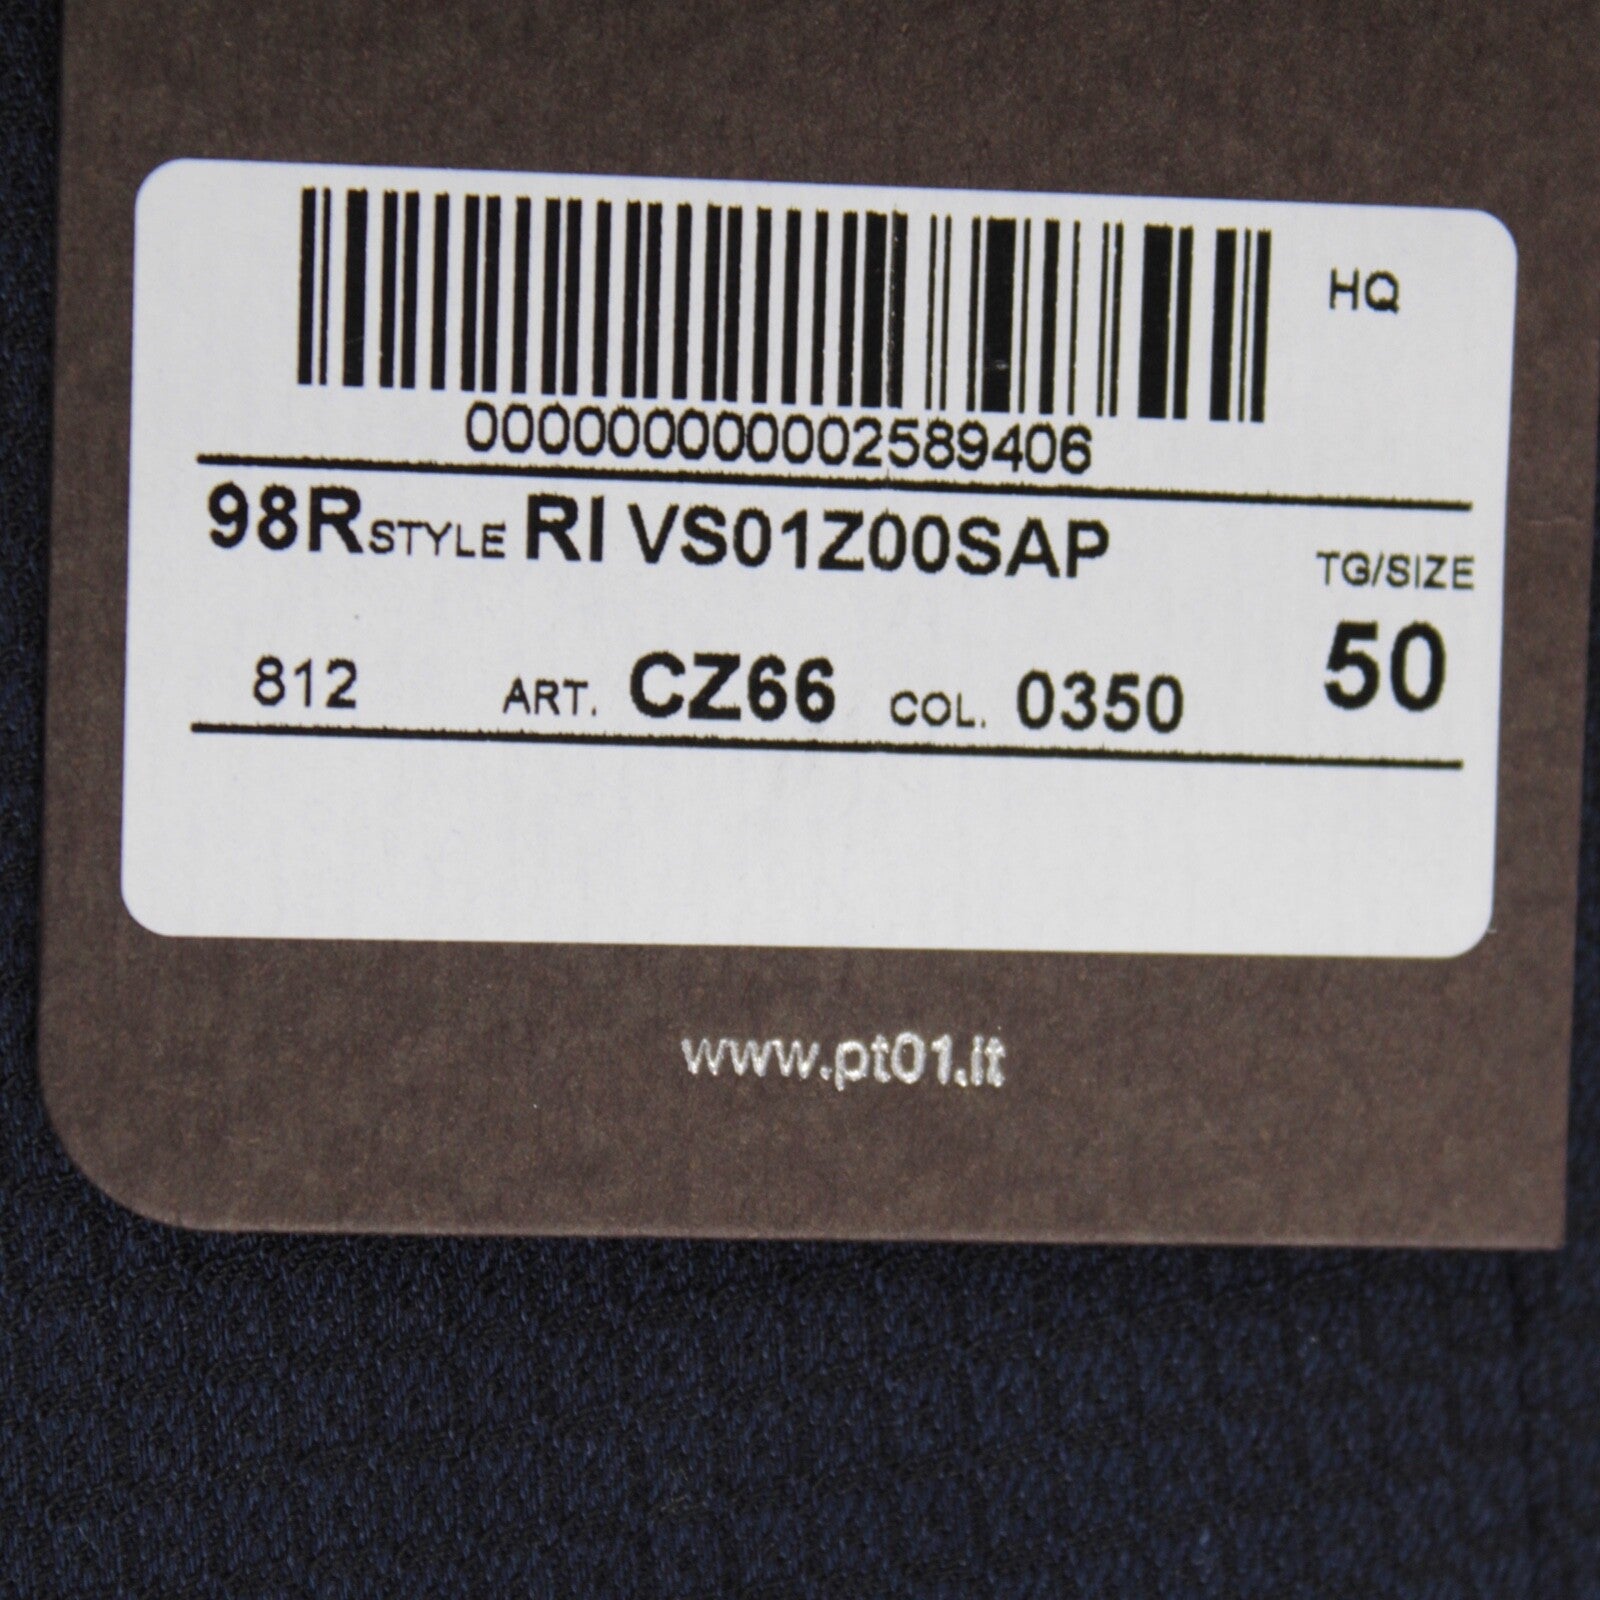 HQ
000000000002589406
98R STYLE RI VS01Z00SAP
TG/SIZE
812 ART. CZ66 COL. 0350 50
www.pt01.it